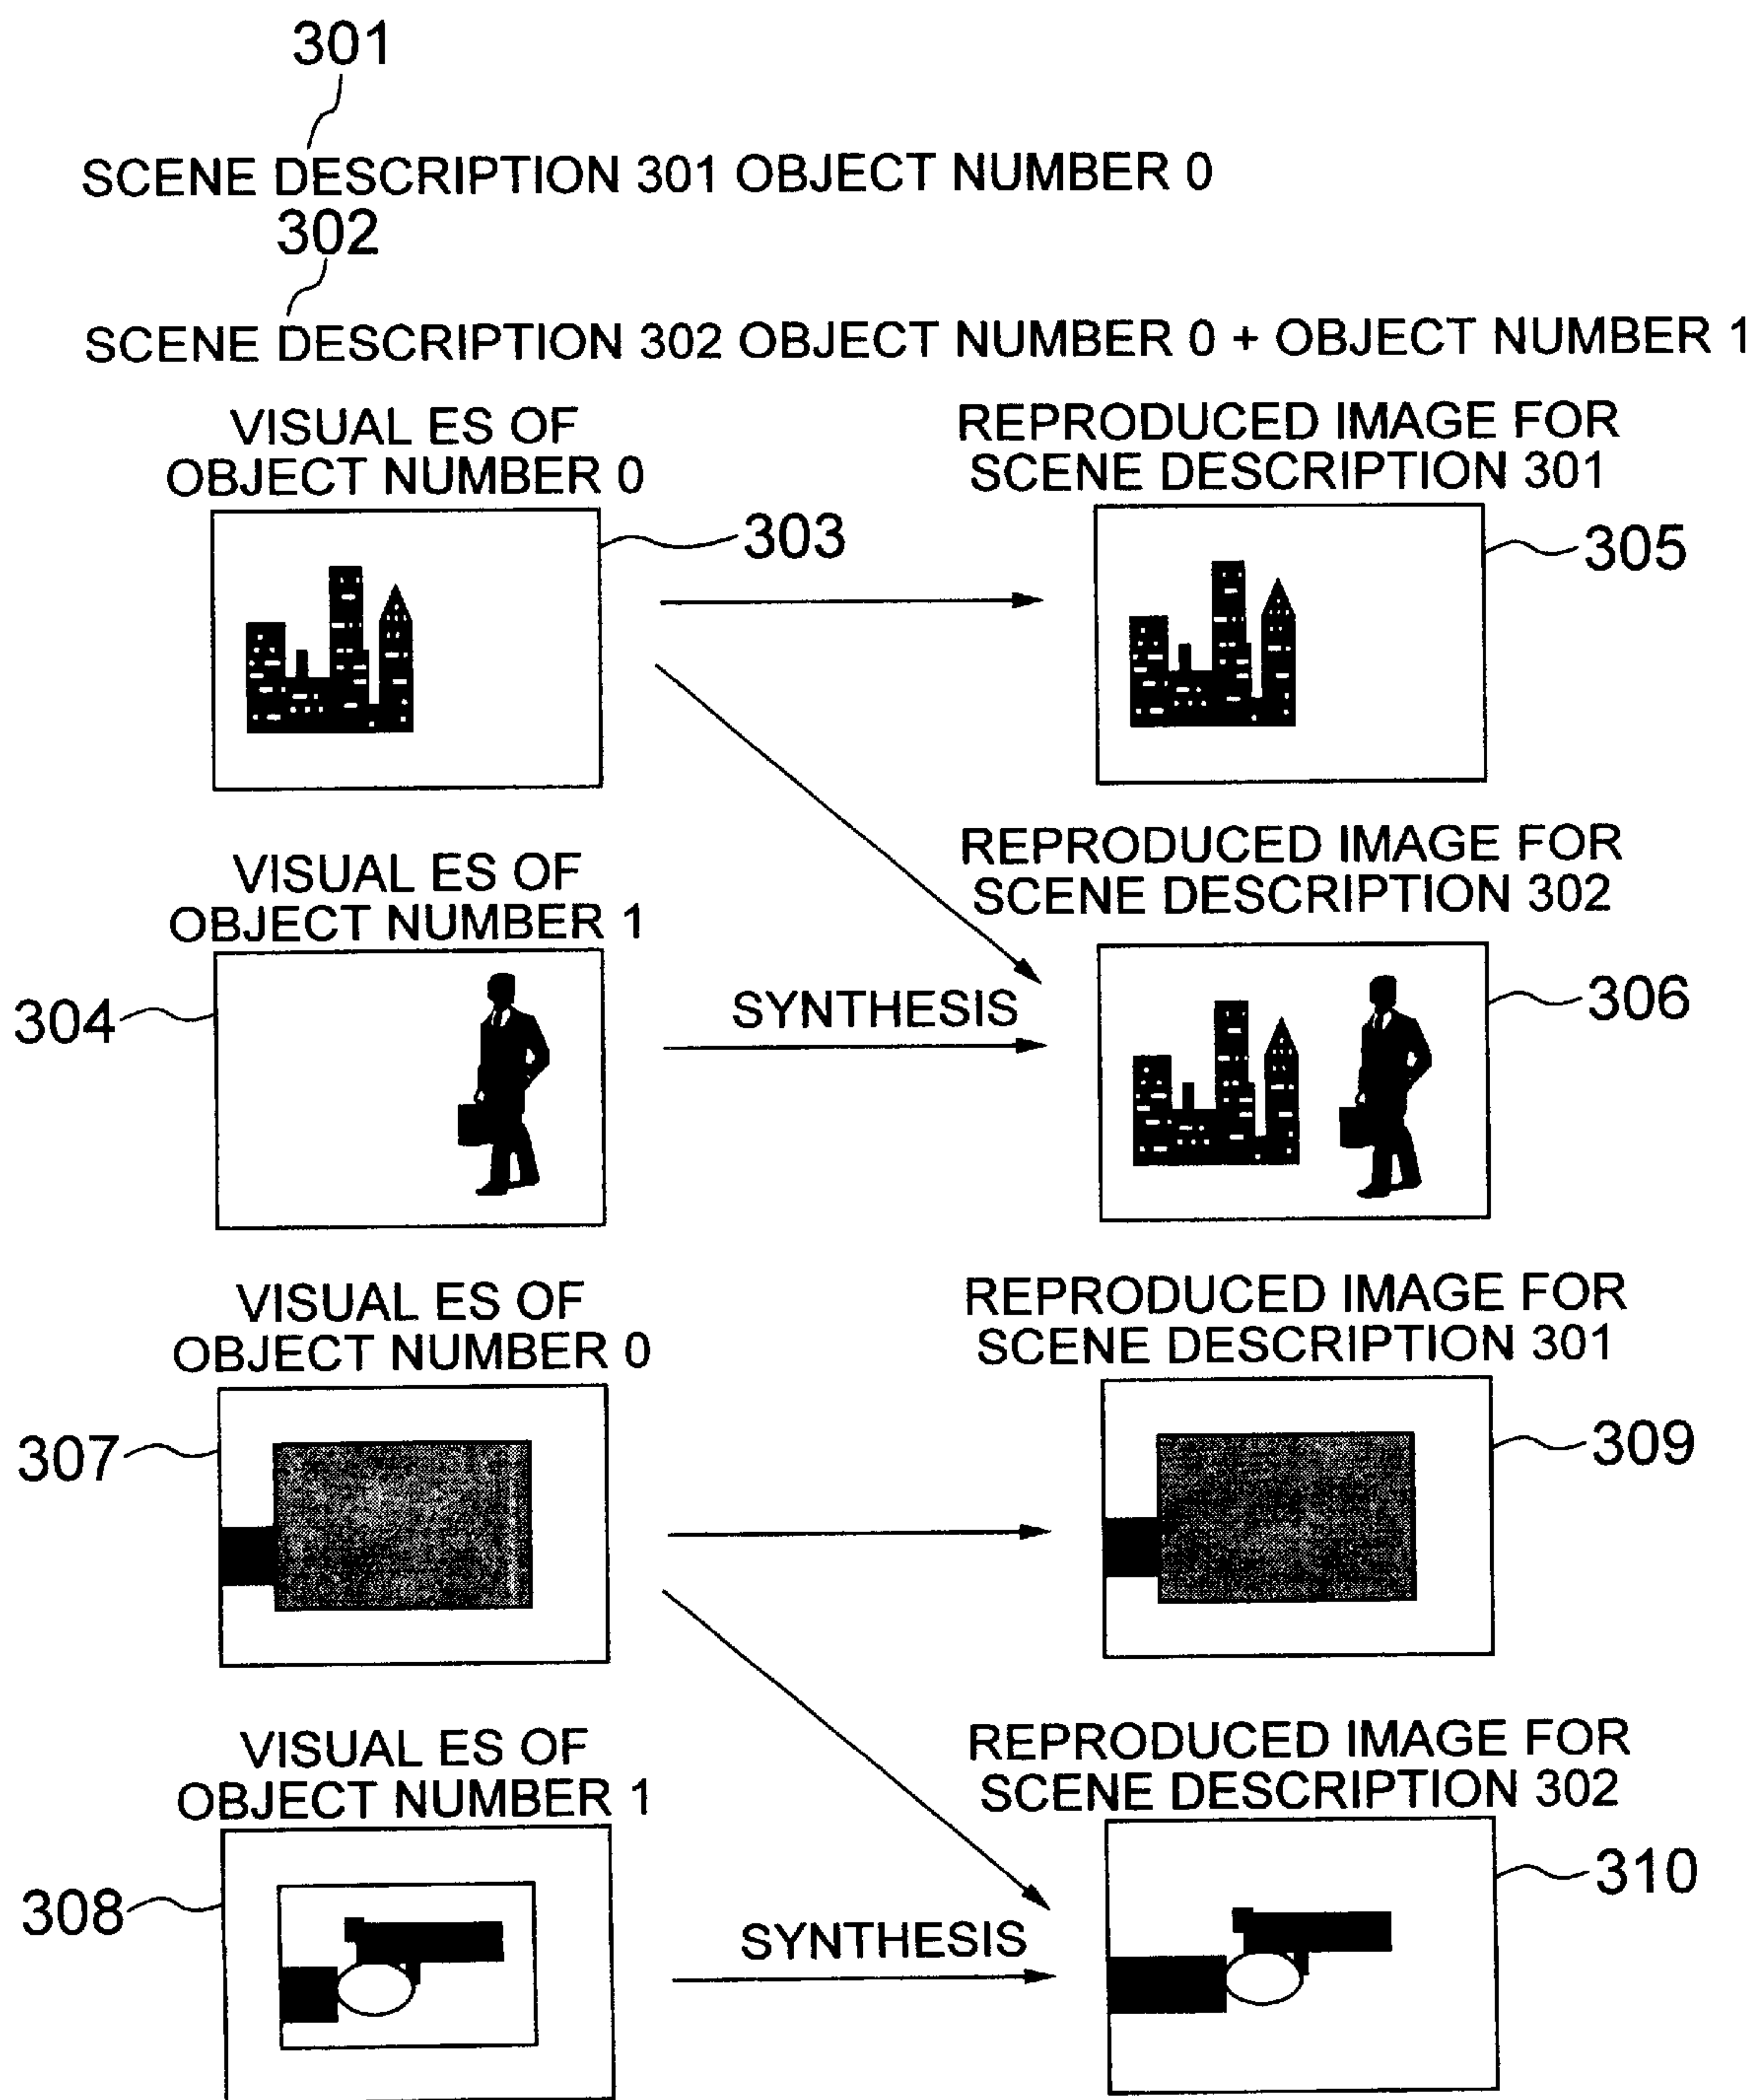 301
SCENE DESCRIPTION 301 OBJECT NUMBER 0
302
SCENE DESCRIPTION 302 OBJECT NUMBER 0 + OBJECT NUMBER 1
VISUAL ES OF
OBJECT NUMBER 0
REPRODUCED IMAGE FOR
SCENE DESCRIPTION 301
303
305
VISUAL ES OF
OBJECT NUMBER 1
REPRODUCED IMAGE FOR
SCENE DESCRIPTION 302
304
SYNTHESIS
306
VISUAL ES OF
OBJECT NUMBER 0
REPRODUCED IMAGE FOR
SCENE DESCRIPTION 301
307
309
VISUAL ES OF
OBJECT NUMBER 1
REPRODUCED IMAGE FOR
SCENE DESCRIPTION 302
308
SYNTHESIS
310